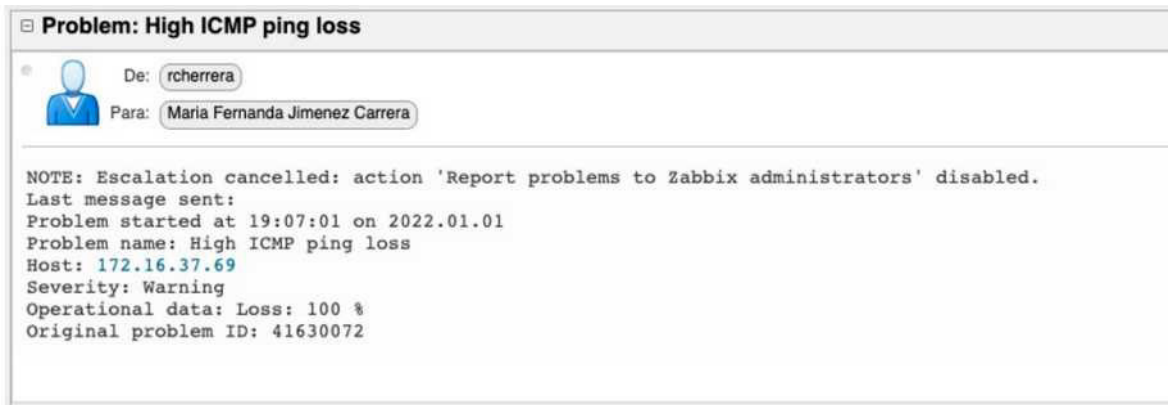 Problem: High ICMP ping loss
De: rcherrera
Para: Maria Fernanda Jimenez Carrera
NOTE: Escalation cancelled: action 'Report problems to Zabbix administrators' disabled.
Last message sent:
Problem started at 19:07:01 on 2022.01.01
Problem name: High ICMP ping loss
Host: 172.16.37.69
Severity: Warning
Operational data: Loss: 100 %
Original problem ID: 41630072